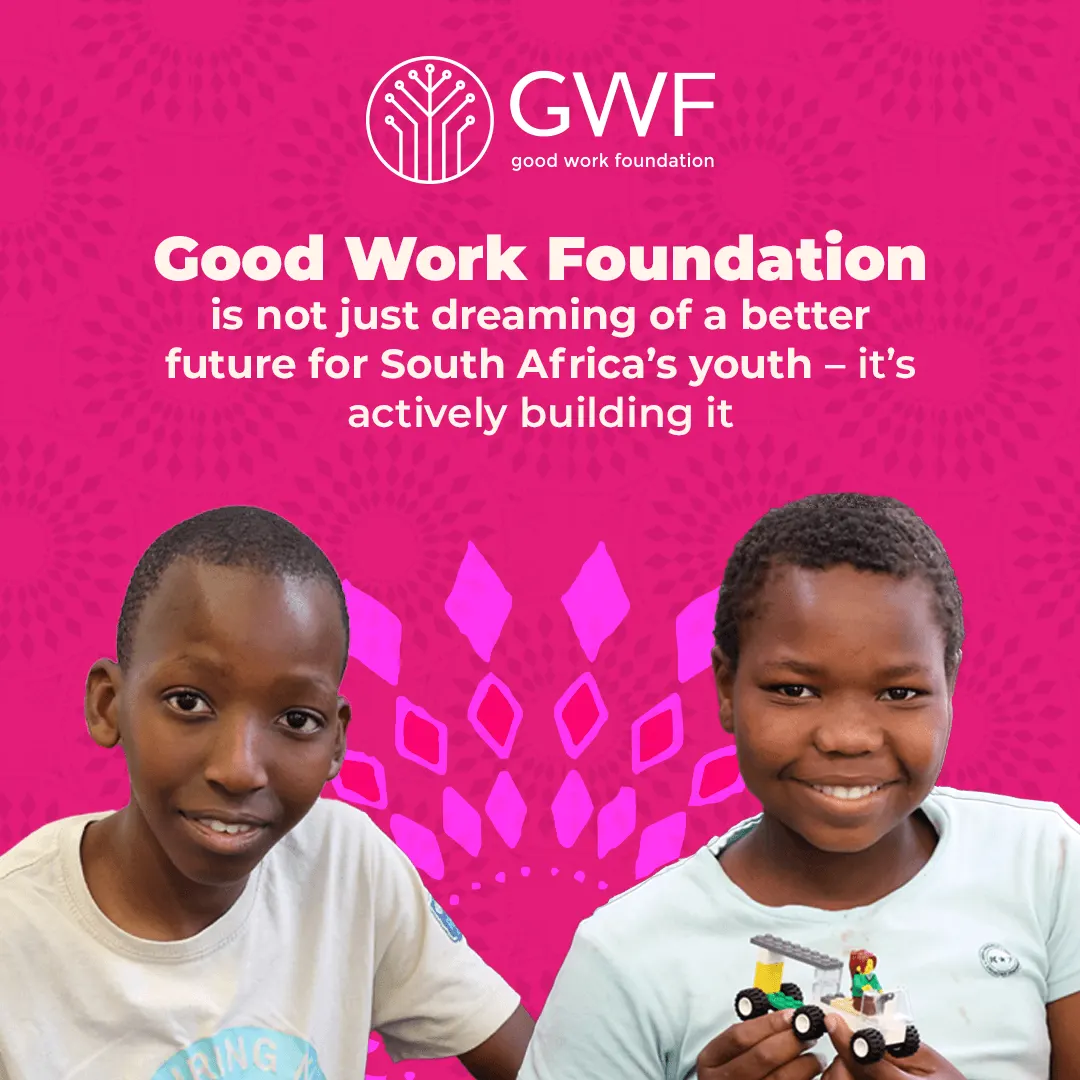 GWF
good work foundation
Good Work Foundation
is not just dreaming of a better
future for South Africa’s youth – it’s
actively building it